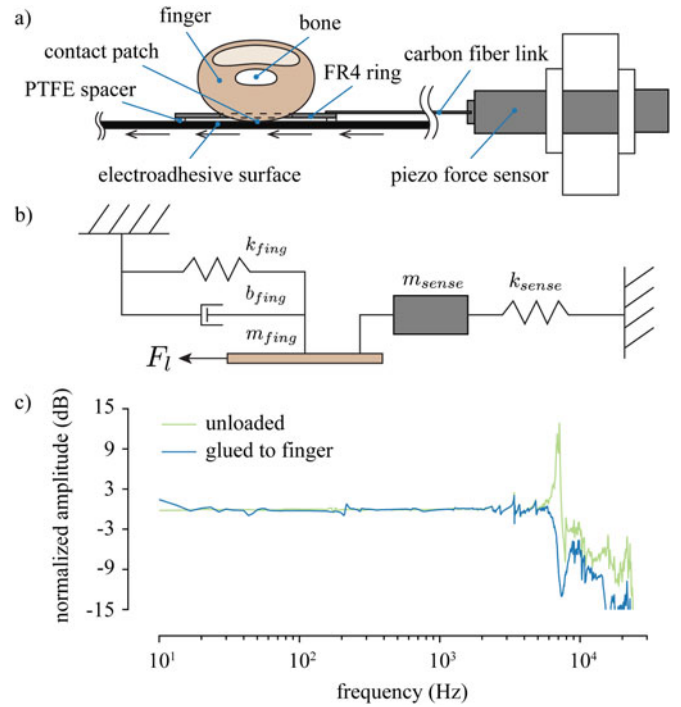 a)
finger
bone
contact patch
carbon fiber link
PTFE spacer
FR4 ring
electroadhesive surface
piezo force sensor
b)
k_fing
b_fing
m_fing
F_l
m_sense
k_sense
c)
normalized amplitude (dB)
15
9
3
-3
-9
-15
unloaded
glued to finger
10^1
10^2
10^3
10^4
frequency (Hz)